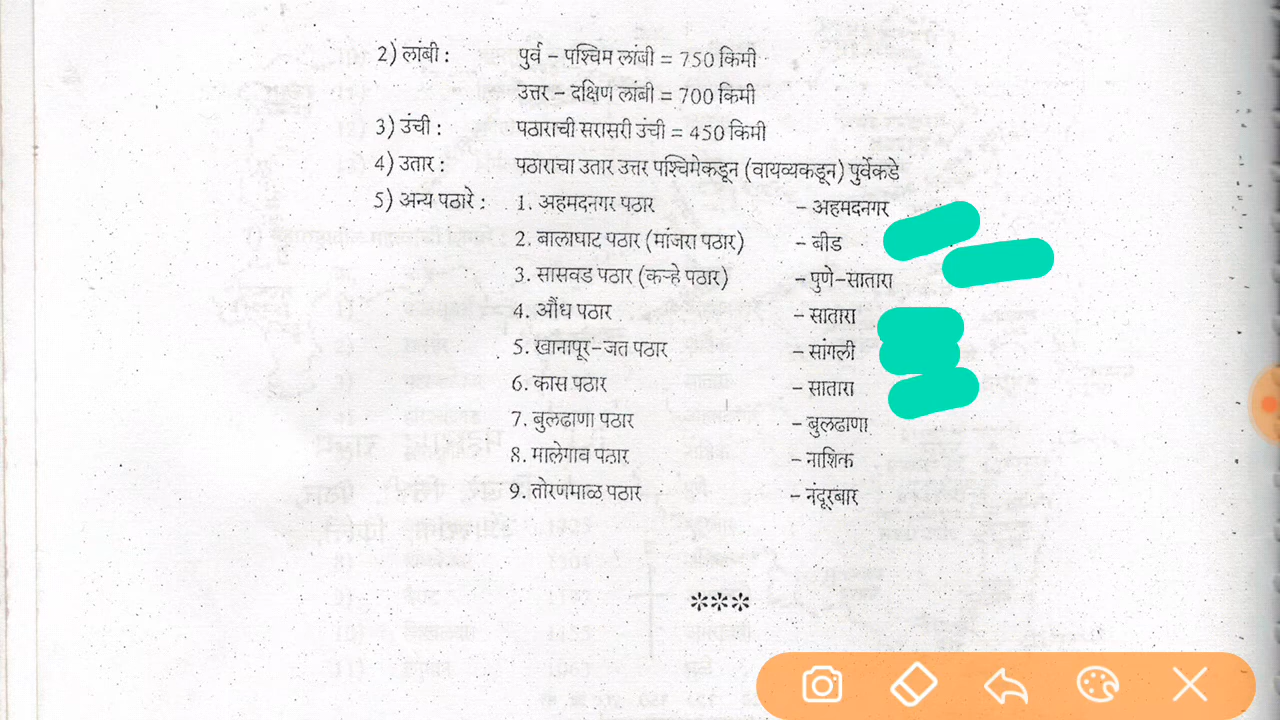 2) लांबी : पुर्व – पश्चिम लांबी = 750 किमी
उत्तर – दक्षिण लांबी = 700 किमी
3) उंची : पठाराची सरासरी उंची = 450 किमी
4) उतार : पठाराचा उतार उत्तर पश्चिमेकडून (वायव्यकडून) पुर्वेकडे
5) अन्य पठारे : 1. अहमदनगर पठार – अहमदनगर
2. बालाघाट पठार (मांजरा पठार) – बीड
3. सासवड पठार (कऱ्हे पठार) – पुणे–सातारा
4. औंध पठार – सातारा
5. खानापूर–जत पठार – सांगली
6. कास पठार – सातारा
7. बुलढाणा पठार – बुलढाणा
8. मालेगाव पठार – नाशिक
9. तोरणमाळ पठार – नंदूरबार
***